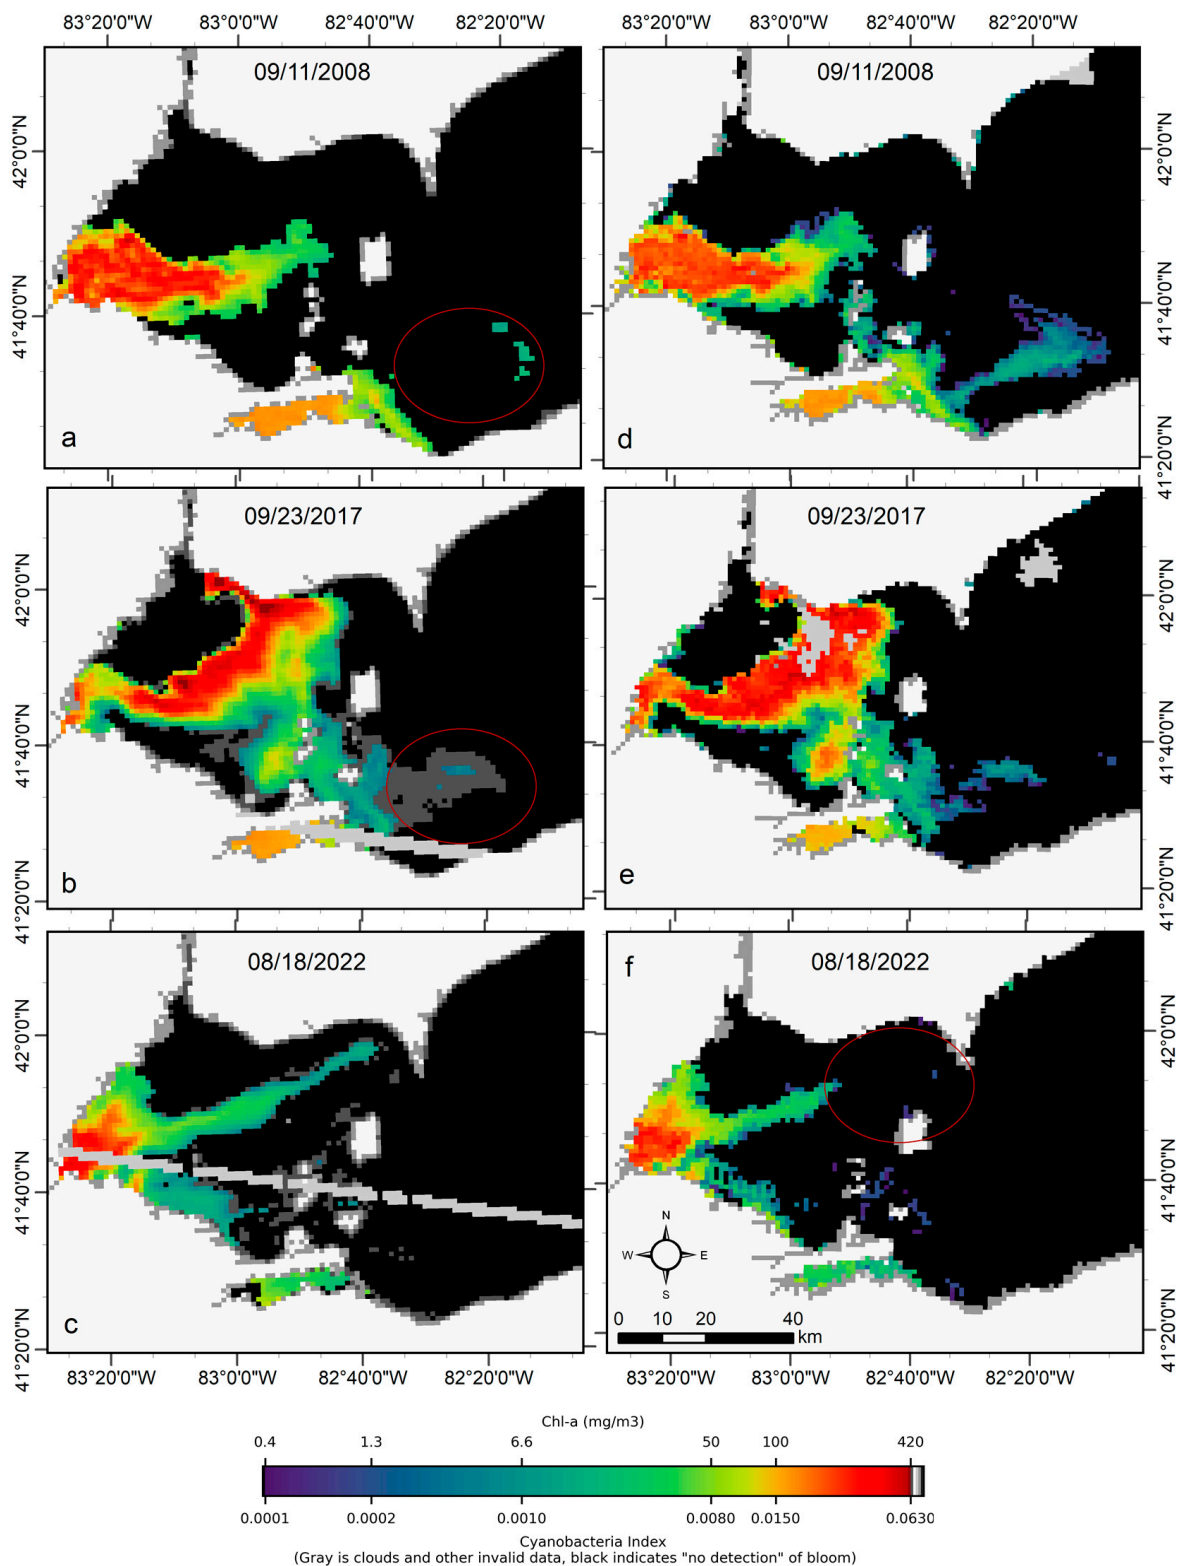 83°20'0"W 83°0'0"W 82°40'0"W 82°20'0"W
83°0'0"W 82°40'0"W 82°20'0"W
09/11/2008
42°0'0"N
41°40'0"N
a
09/11/2008
42°0'0"N
41°40'0"N
41°20'0"N
d
09/23/2017
42°0'0"N
41°40'0"N
41°20'0"N
b
09/23/2017
42°0'0"N
41°40'0"N
41°20'0"N
e
08/18/2022
42°0'0"N
41°40'0"N
41°20'0"N
c
f
08/18/2022
42°0'0"N
41°40'0"N
41°20'0"N
N
W E
S
0 10 20 40
km
83°20'0"W 83°0'0"W 82°40'0"W 82°20'0"W
83°20'0"W 83°0'0"W 82°40'0"W 82°20'0"W
Chl-a (mg/m3)
0.4 1.3 6.6 50 100 420
0.0001 0.0002 0.0010 0.0080 0.0150 0.0630
Cyanobacteria Index
(Gray is clouds and other invalid data, black indicates "no detection" of bloom)